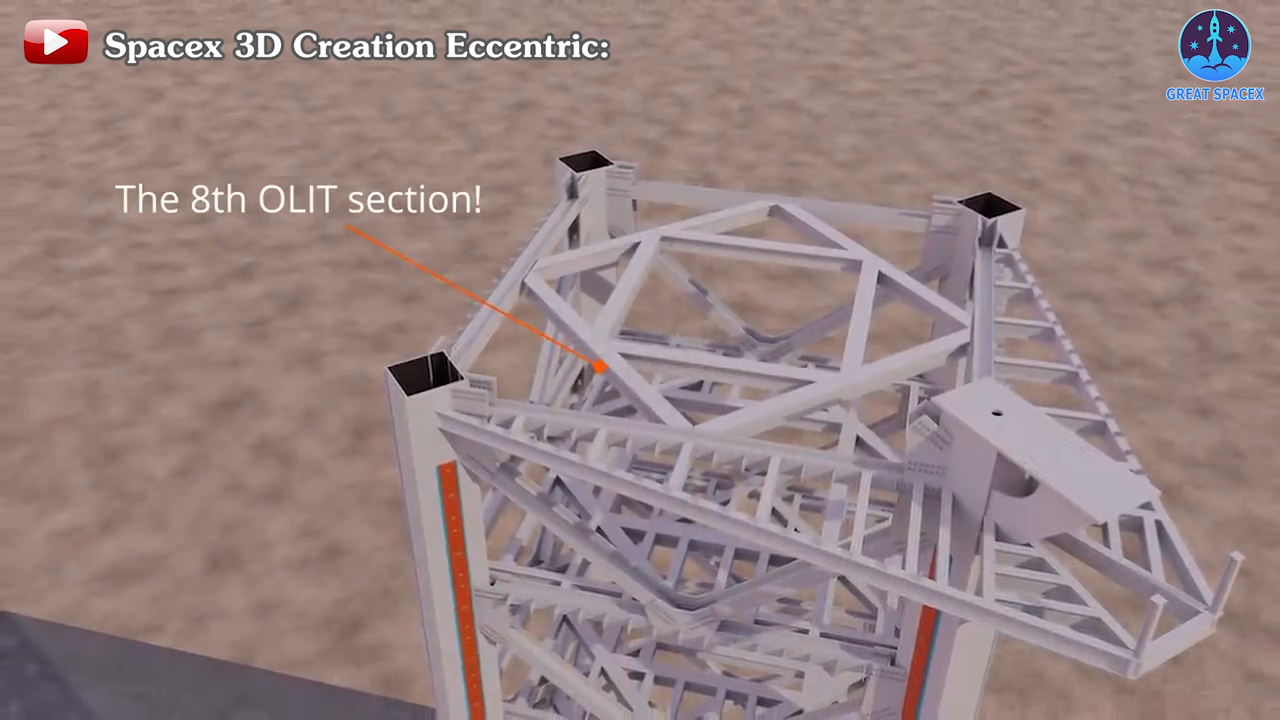 Spacex 3D Creation Eccentric:
GREAT SPACEX
The 8th OLIT section!